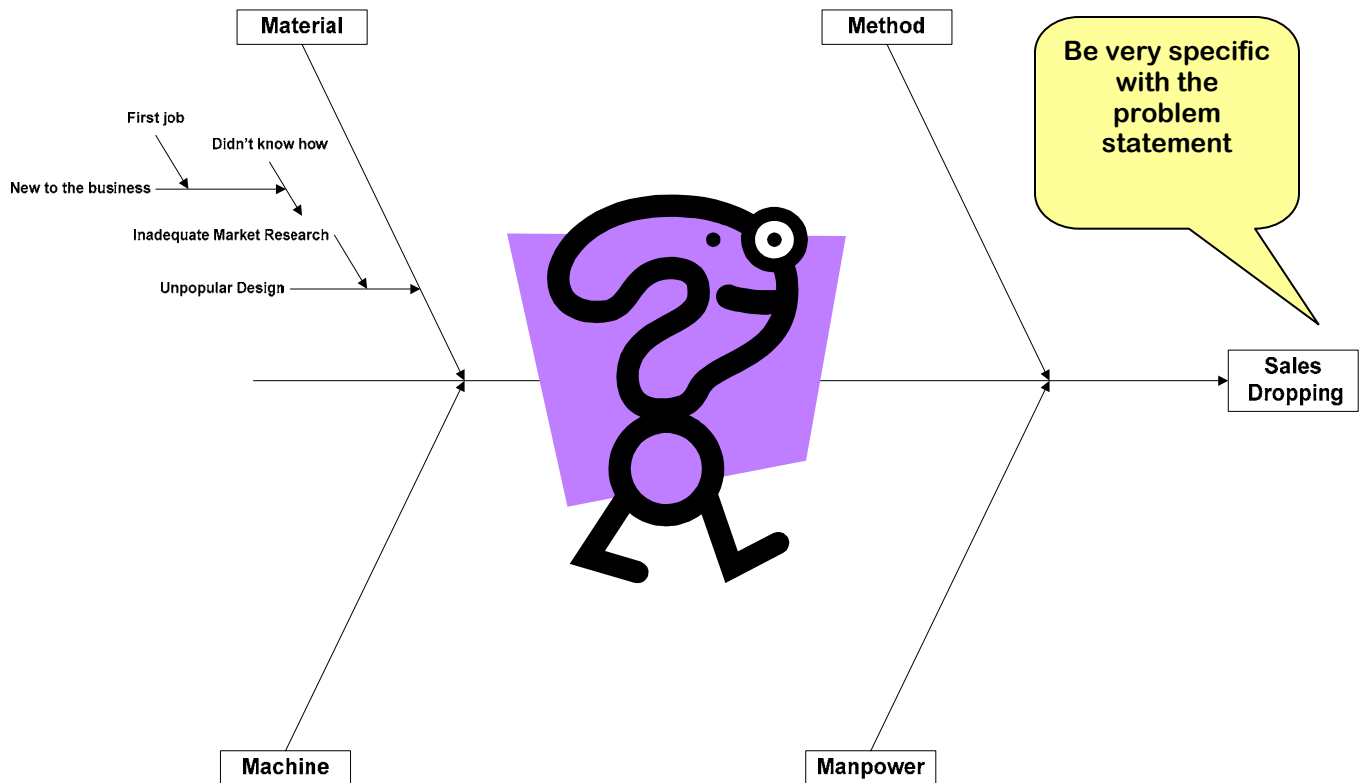 Material
Method
Be very specific
with the
problem
statement
First job
Didn't know how
New to the business
Inadequate Market Research
Unpopular Design
Sales
Dropping
Machine
Manpower